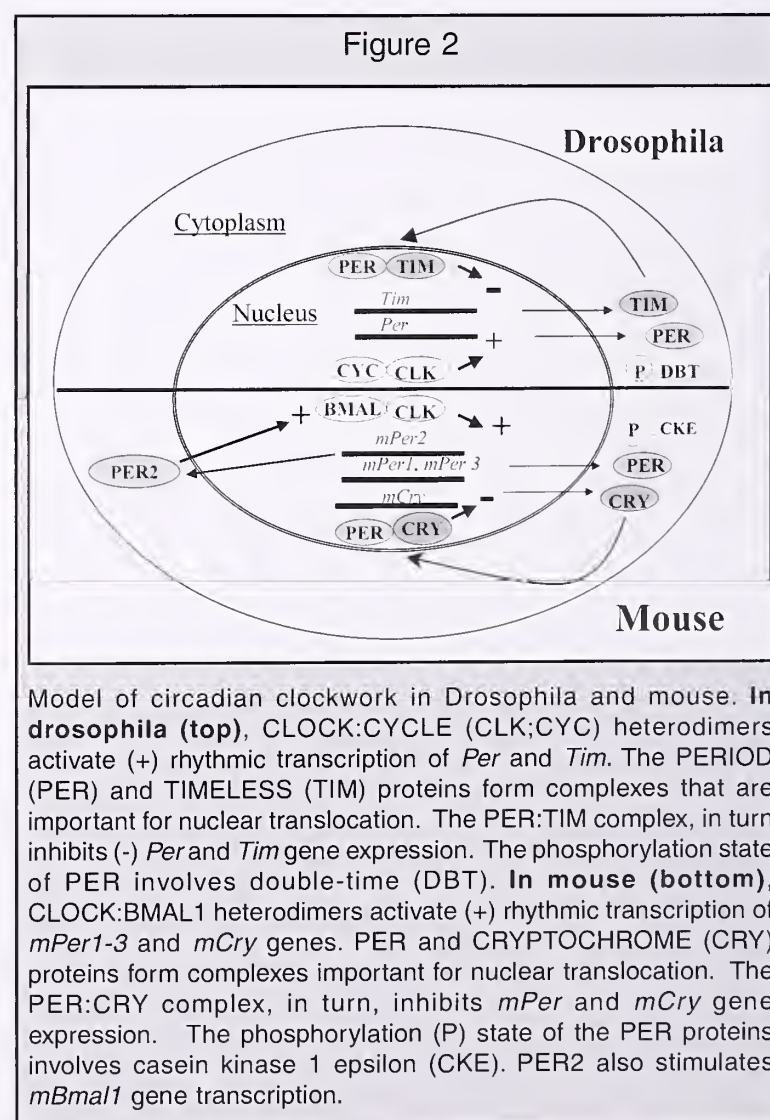 Figure 2
Drosophila
Cytoplasm
PER TIM
-
Tim
Nucleus
TIM
Per
+
PER
CYC CLK
P DBT
+ BMAL CLK
+
P CKE
mPer2
PER2
mPer1, mPer 3
PER
mCry
-
CRY
PER CRY
Mouse
Model of circadian clockwork in Drosophila and mouse. In
drosophila (top), CLOCK:CYCLE (CLK;CYC) heterodimers
activate (+) rhythmic transcription of Per and Tim. The PERIOD
(PER) and TIMELESS (TIM) proteins form complexes that are
important for nuclear translocation. The PER:TIM complex, in turn
inhibits (-) Per and Tim gene expression. The phosphorylation state
of PER involves double-time (DBT). In mouse (bottom),
CLOCK:BMAL1 heterodimers activate (+) rhythmic transcription of
mPer1-3 and mCry genes. PER and CRYPTOCHROME (CRY)
proteins form complexes important for nuclear translocation. The
PER:CRY complex, in turn, inhibits mPer and mCry gene
expression. The phosphorylation (P) state of the PER proteins
involves casein kinase 1 epsilon (CKE). PER2 also stimulates
mBmal1 gene transcription.